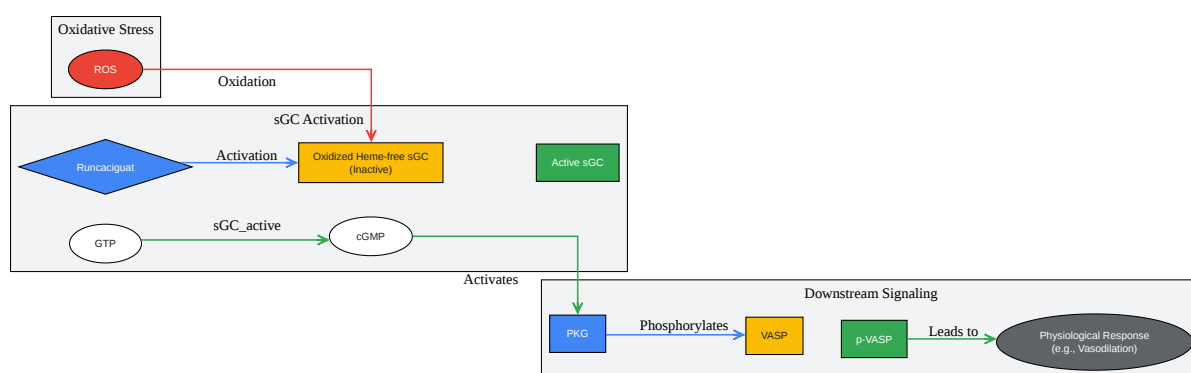 Oxidative Stress
ROS
Oxidation
sGC Activation
Runcaciguat
Activation
Oxidized Heme-free sGC
(Inactive)
Active sGC
GTP
sGC_active
cGMP
Activates
Downstream Signaling
PKG
Phosphorylates
VASP
p-VASP
Leads to
Physiological Response
(e.g., Vasodilation)